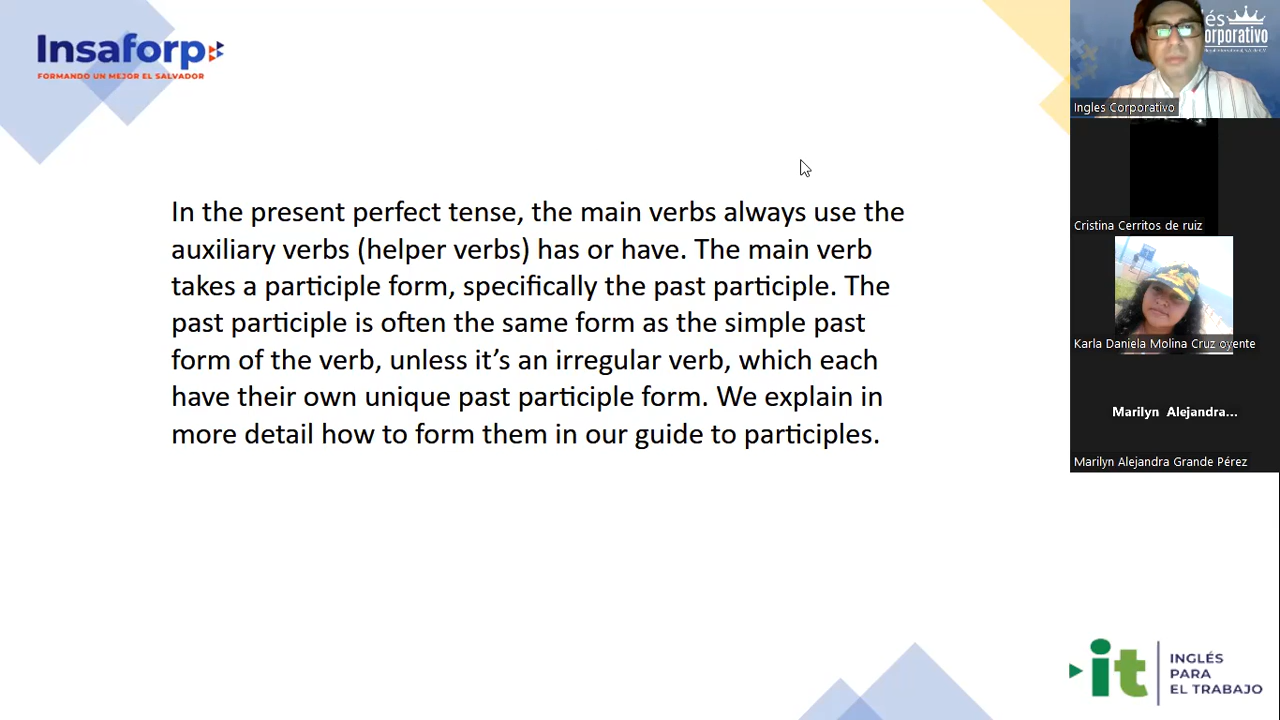 Insaforp
FORMANDO UN MEJOR EL SALVADOR
In the present perfect tense, the main verbs always use the
auxiliary verbs (helper verbs) has or have. The main verb
takes a participle form, specifically the past participle. The
past participle is often the same form as the simple past
form of the verb, unless it’s an irregular verb, which each
have their own unique past participle form. We explain in
more detail how to form them in our guide to participles.
és
orporativo
Ingles Corporativo
Cristina Cerritos de ruiz
Karla Daniela Molina Cruz oyente
Marilyn Alejandra...
Marilyn Alejandra Grande Pérez
it
INGLÉS
PARA
EL TRABAJO